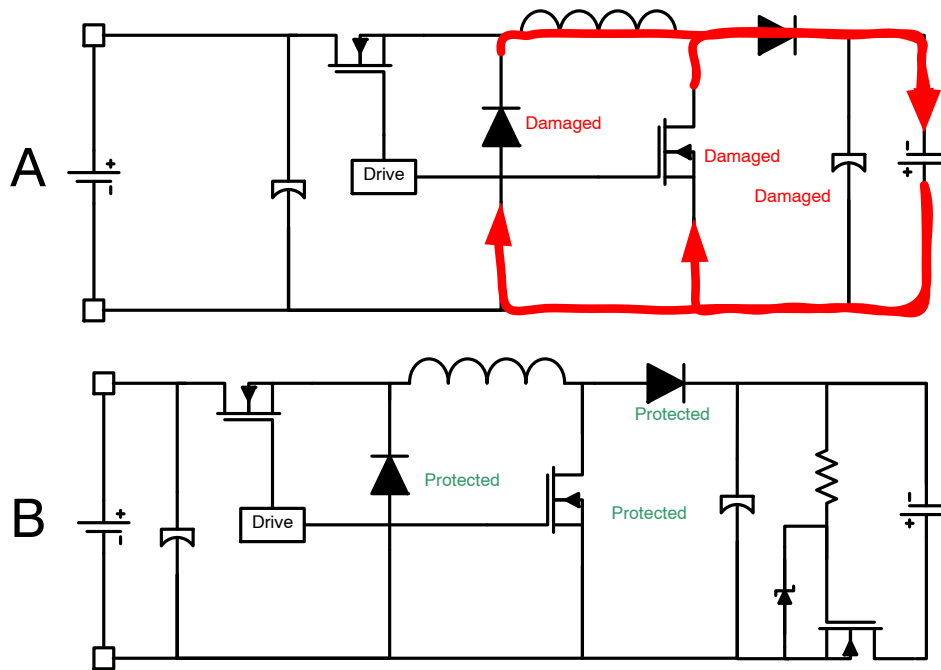 Damaged
A
Drive
Damaged
Damaged
+
-
-
+
Protected
Protected
B
Drive
Protected
+
-
-
+